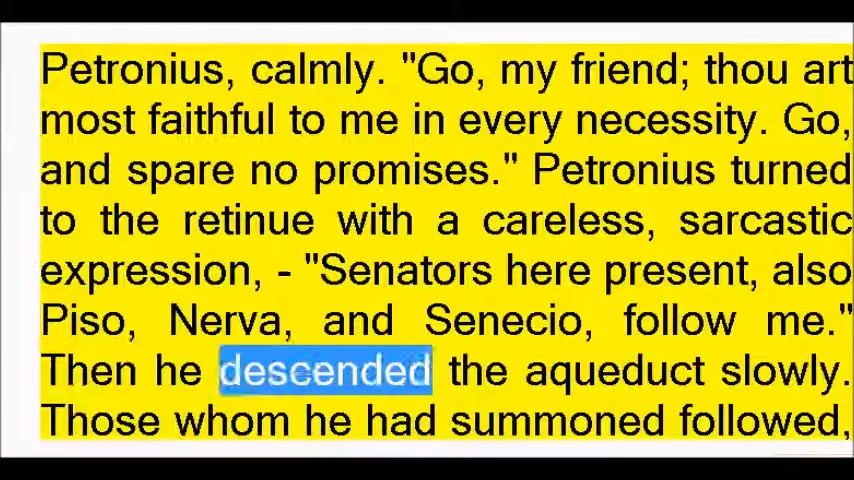 Petronius, calmly. "Go, my friend; thou art
most faithful to me in every necessity. Go,
and spare no promises." Petronius turned
to the retinue with a careless, sarcastic
expression, - "Senators here present, also
Piso, Nerva, and Senecio, follow me."
Then he descended the aqueduct slowly.
Those whom he had summoned followed,